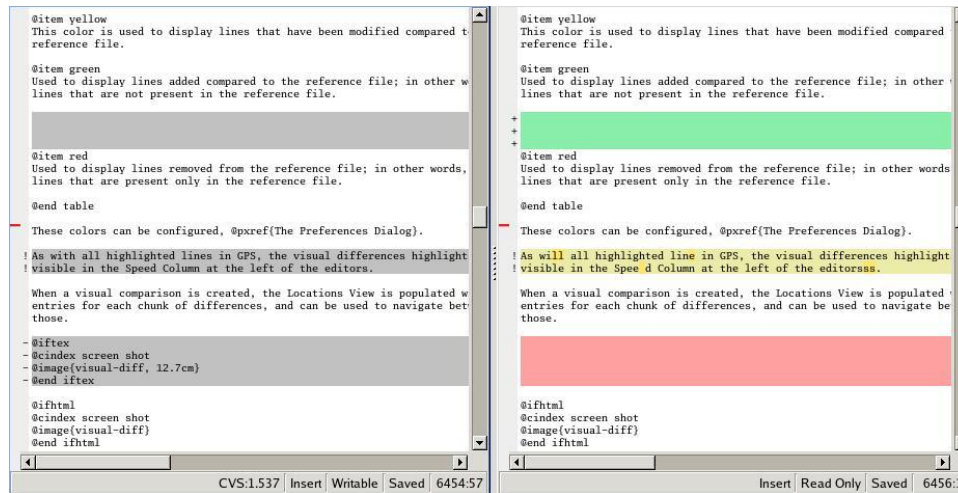 @item yellow
This color is used to display lines that have been modified compared t
reference file.
@item green
Used to display lines added compared to the reference file; in other w
lines that are not present in the reference file.
@item red
Used to display lines removed from the reference file; in other words,
lines that are present only in the reference file.
@end table
These colors can be configured, @pxref{The Preferences Dialog}.
! As with all highlighted lines in GPS, the visual differences highlight
! visible in the Speed Column at the left of the editors.
When a visual comparison is created, the Locations View is populated w
entries for each chunk of differences, and can be used to navigate bet
those.
- @iftex
- @cindex screen shot
- @image{visual-diff, 12.7cm}
- @end iftex
@ifhtml
@cindex screen shot
@image{visual-diff}
@end ifhtml
CVS:1.537 Insert Writable Saved 6454:57
@item yellow
This color is used to display lines that have been modified compared
reference file.
@item green
Used to display lines added compared to the reference file; in other
lines that are not present in the reference file.
+
+
+
@item red
Used to display lines removed from the reference file; in other words
lines that are present only in the reference file.
@end table
These colors can be configured, @pxref{The Preferences Dialog}.
! As will all highlighted line in GPS, the visual differences highlight
! visible in the Spee d Column at the left of the editorsss.
When a visual comparison is created, the Locations View is populated
entries for each chunk of differences, and can be used to navigate be
those.
@ifhtml
@cindex screen shot
@image{visual-diff}
@end ifhtml
Insert Read Only Saved 6456: